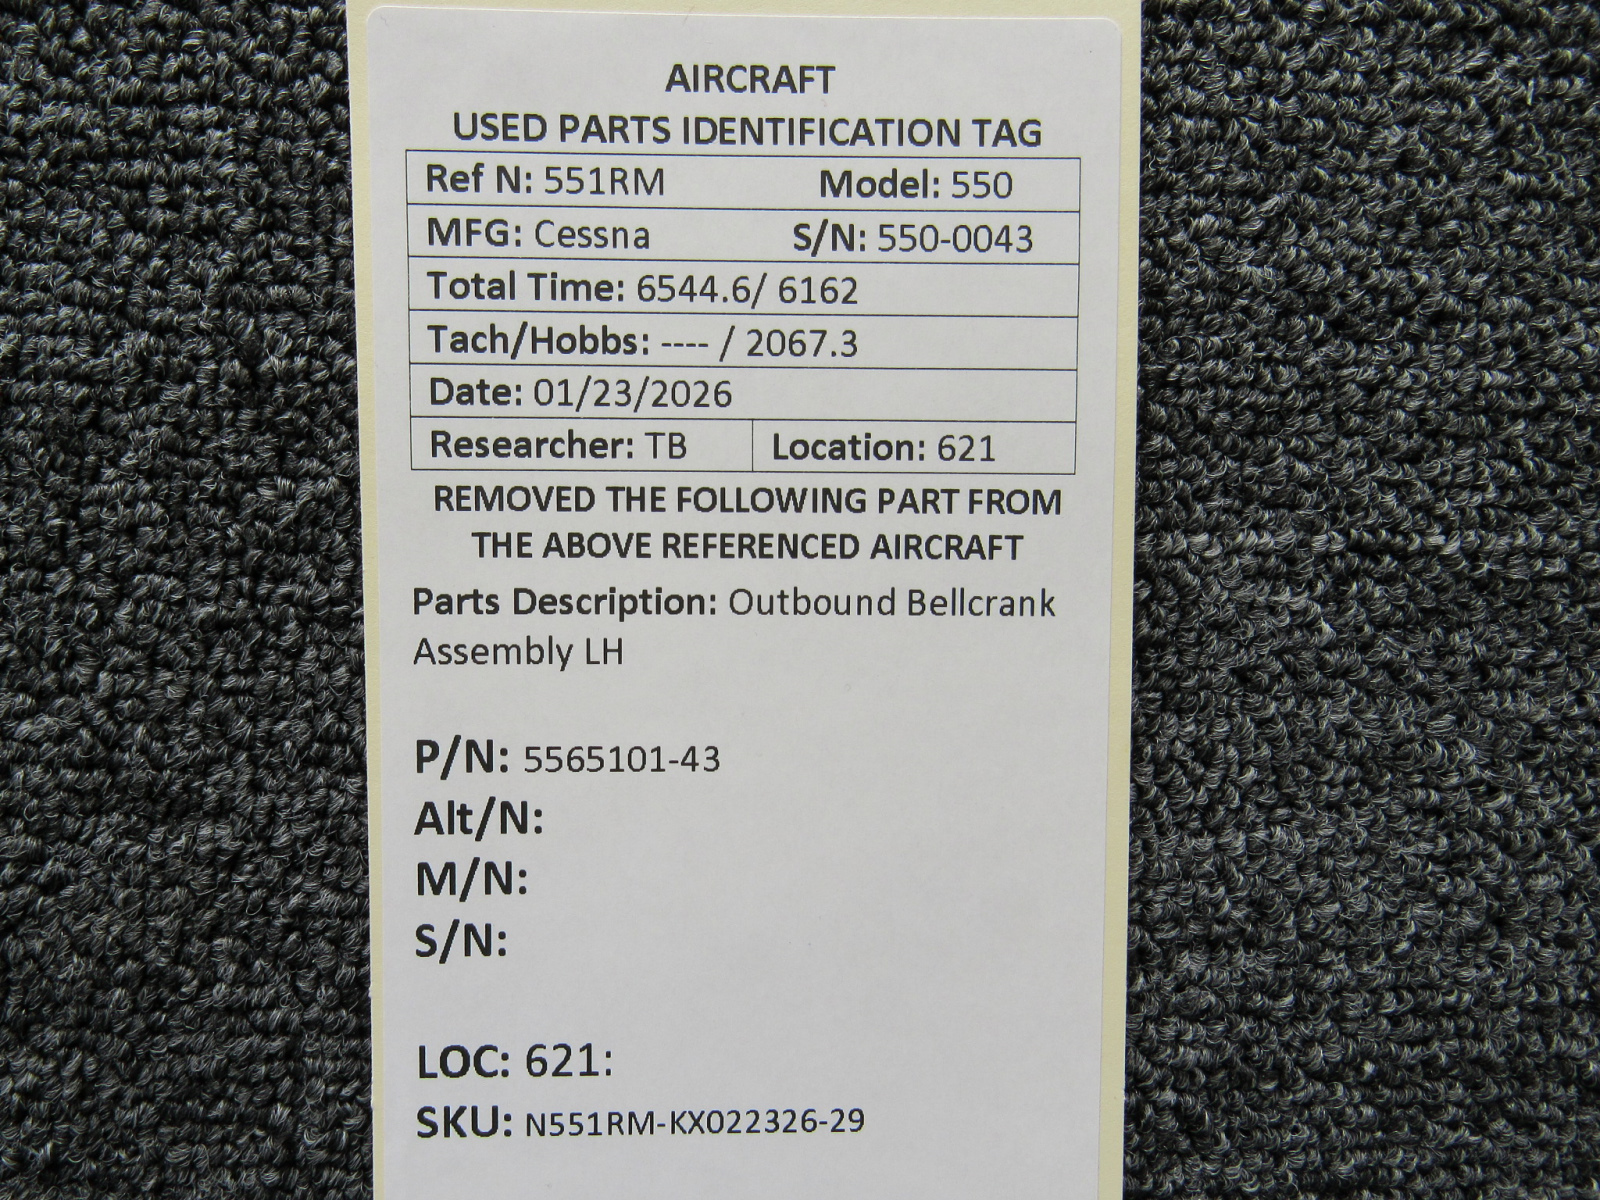 AIRCRAFT
USED PARTS IDENTIFICATION TAG
Ref N: 551RM Model: 550
MFG: Cessna S/N: 550-0043
Total Time: 6544.6/ 6162
Tach/Hobbs: ---- / 2067.3
Date: 01/23/2026
Researcher: TB Location: 621
REMOVED THE FOLLOWING PART FROM
THE ABOVE REFERENCED AIRCRAFT
Parts Description: Outbound Bellcrank
Assembly LH
P/N: 5565101-43
Alt/N:
M/N:
S/N:
LOC: 621:
SKU: N551RM-KX022326-29